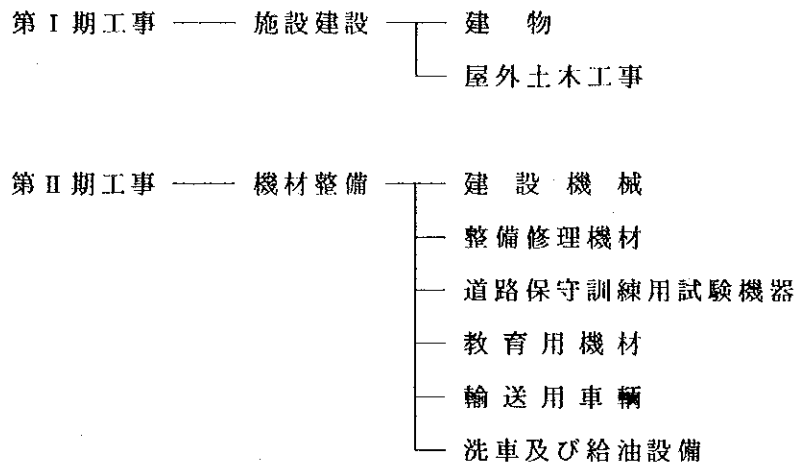 第Ⅰ期工事 施設建設 建物
屋外土木工事
第Ⅱ期工事 機材整備 建設機械
整備修理機材
道路保守訓練用試験機器
教育用機材
輸送用車輌
洗車及び給油設備